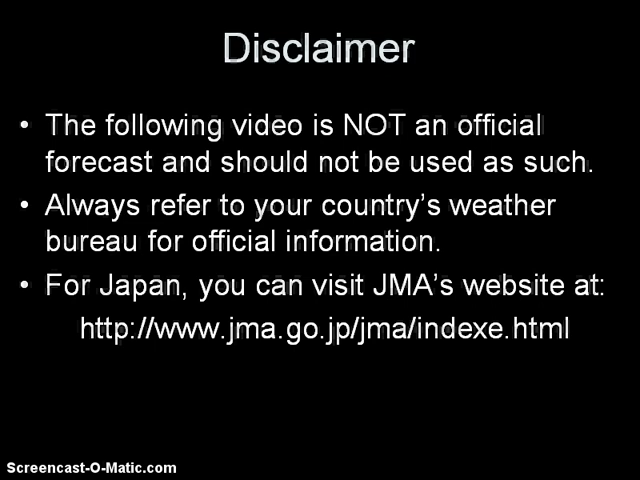 Disclaimer
• The following video is NOT an official
forecast and should not be used as such.
• Always refer to your country's weather
bureau for official information.
• For Japan, you can visit JMA's website at:
http://www.jma.go.jp/jma/indexe.html
Screencast-O-Matic.com